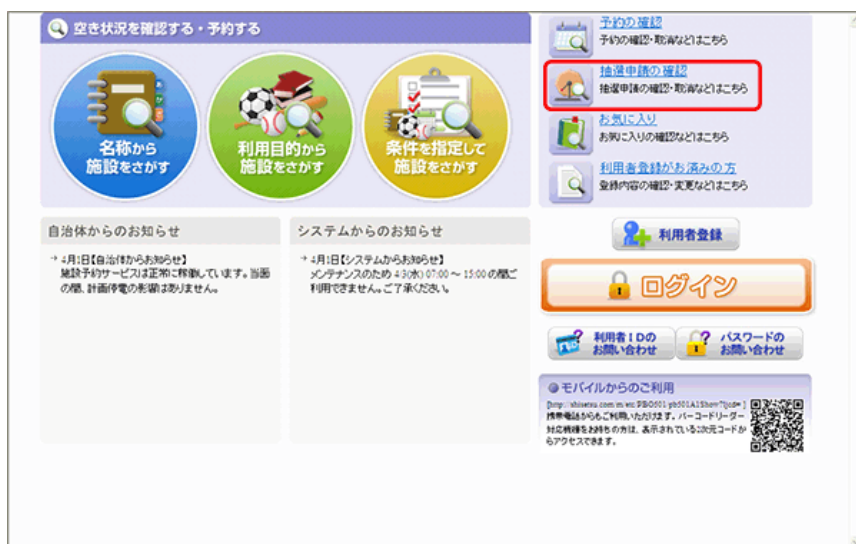 空き状況を確認する・予約する
名称から
施設をさがす
利用目的から
施設をさがす
条件を指定して
施設をさがす
予約の確認
予約の確認・取消などはこちら
抽選申請の確認
抽選申請の確認・取消などはこちら
お気に入り
お気に入りの確認などはこちら
利用者登録がお済みの方
登録内容の確認・変更などはこちら
自治体からのお知らせ
4月1日【自治体からお知らせ】
施設予約サービスは正常に稼働しています。当面
の間、計画停電の影響はありません。
システムからのお知らせ
4月1日【システムからお知らせ】
メンテナンスのため 4/3(水) 07:00 ～ 15:00 の間ご
利用できません。ご了承ください。
利用者登録
ログイン
利用者IDの
お問い合わせ
パスワードの
お問い合わせ
モバイルからのご利用
携帯電話からもご利用いただけます。バーコードリーダー
対応機種をお持ちの方は、表示されている2次元コードか
らアクセスできます。